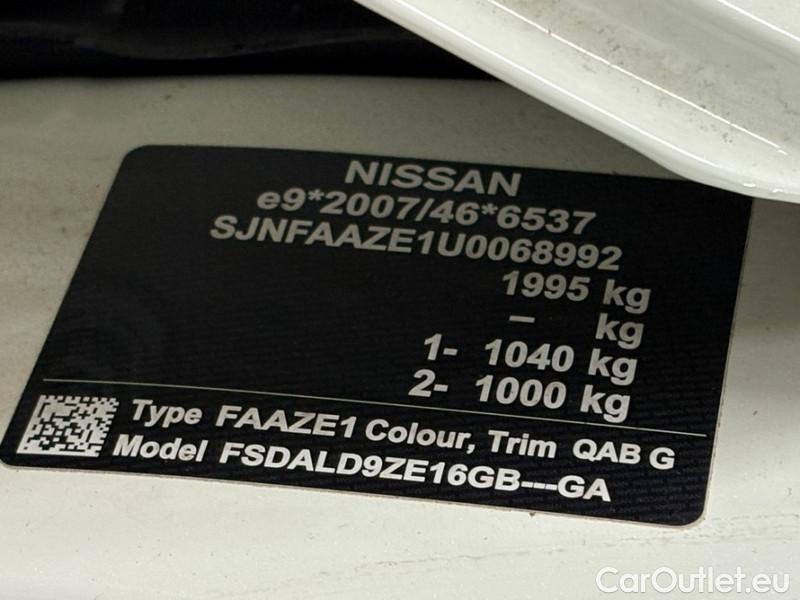 NISSAN
e9*2007/46*6537
SJNFAAZE1U0068992
1995 kg
– kg
1- 1040 kg
2- 1000 kg
Type FAAZE1 Colour, Trim QAB G
Model FSDALD9ZE16GB---GA
CarOutlet.eu